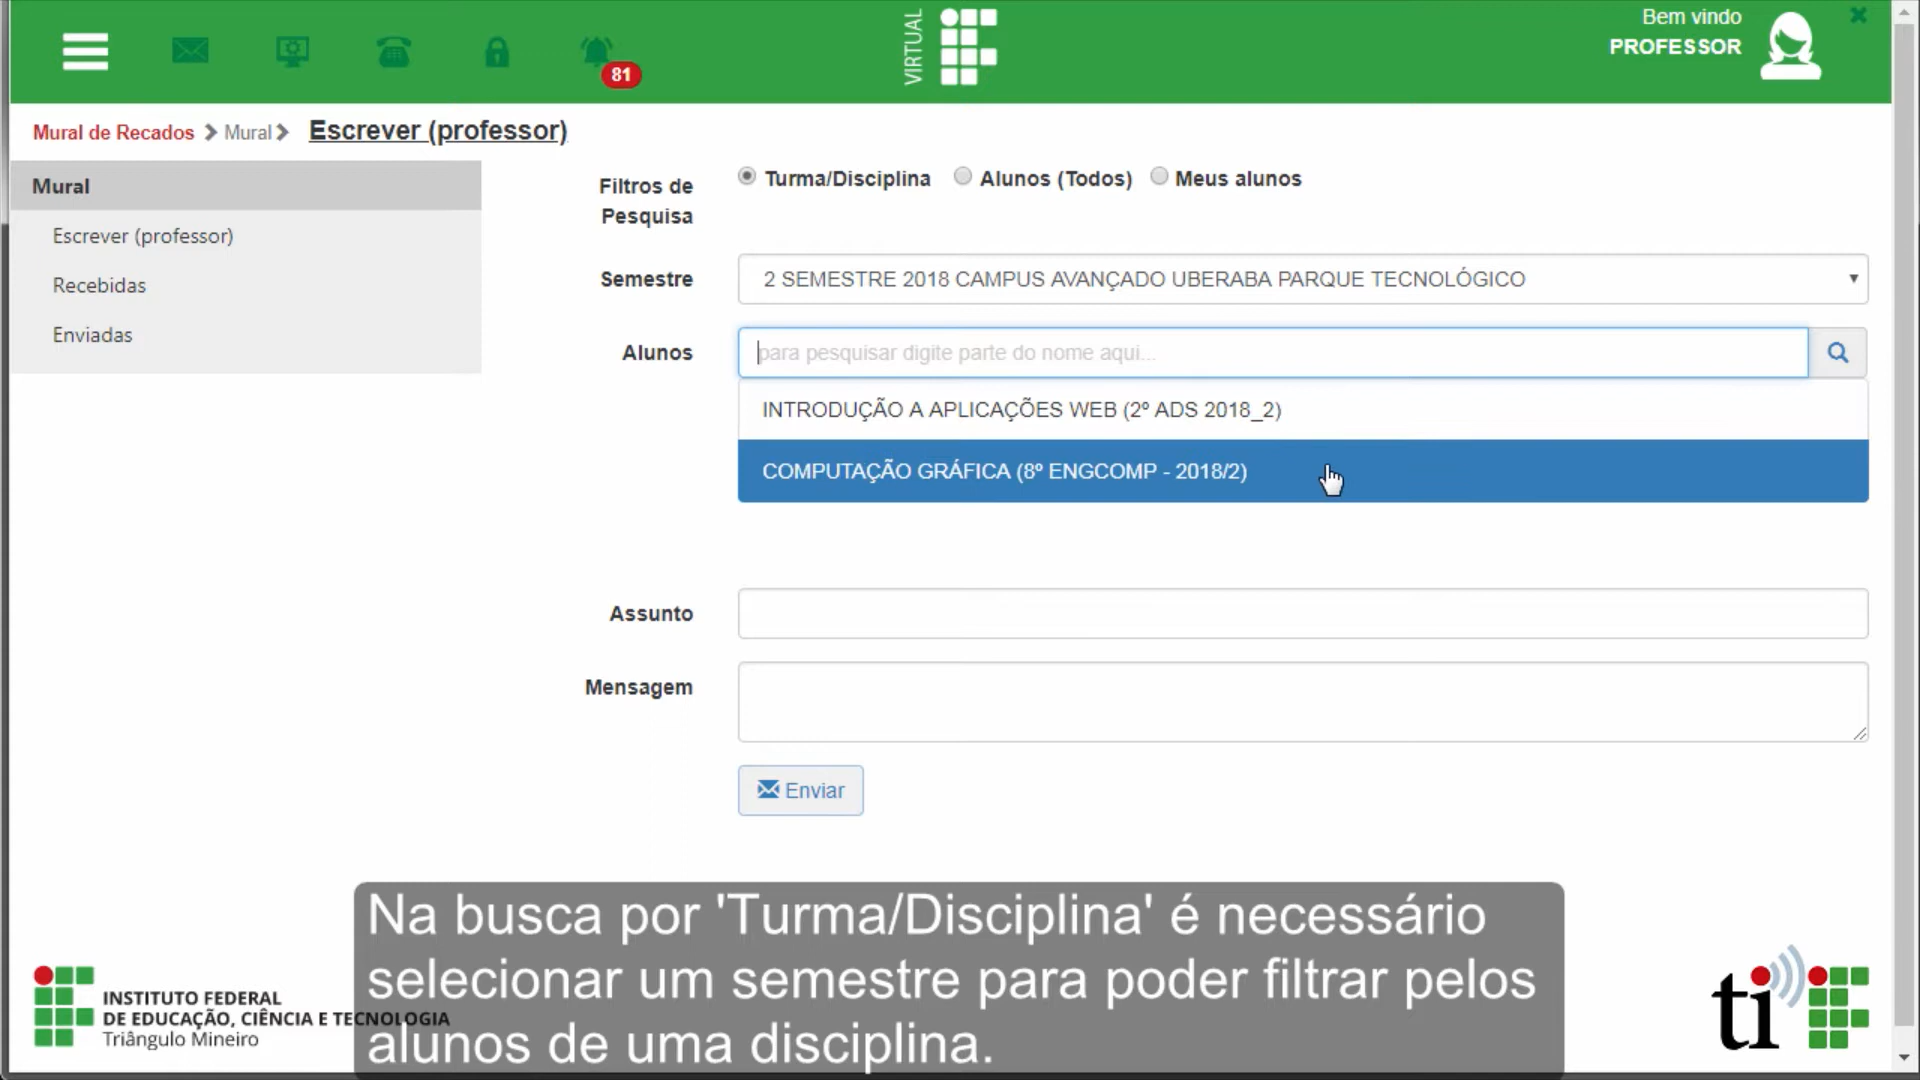 VIRTUAL
Bem vindo
PROFESSOR
81
Mural de Recados Mural Escrever (professor)
Mural
Escrever (professor)
Recebidas
Enviadas
Filtros de
Pesquisa
Turma/Disciplina Alunos (Todos) Meus alunos
Semestre
2 SEMESTRE 2018 CAMPUS AVANÇADO UBERABA PARQUE TECNOLÓGICO
Alunos
para pesquisar digite parte do nome aqui...
INTRODUÇÃO A APLICAÇÕES WEB (2º ADS 2018_2)
COMPUTAÇÃO GRÁFICA (8º ENGCOMP - 2018/2)
Assunto
Mensagem
Enviar
Na busca por 'Turma/Disciplina' é necessário
selecionar um semestre para poder filtrar pelos
alunos de uma disciplina.
INSTITUTO FEDERAL
DE EDUCAÇÃO, CIÊNCIA E TECNOLOGIA
Triângulo Mineiro
ti